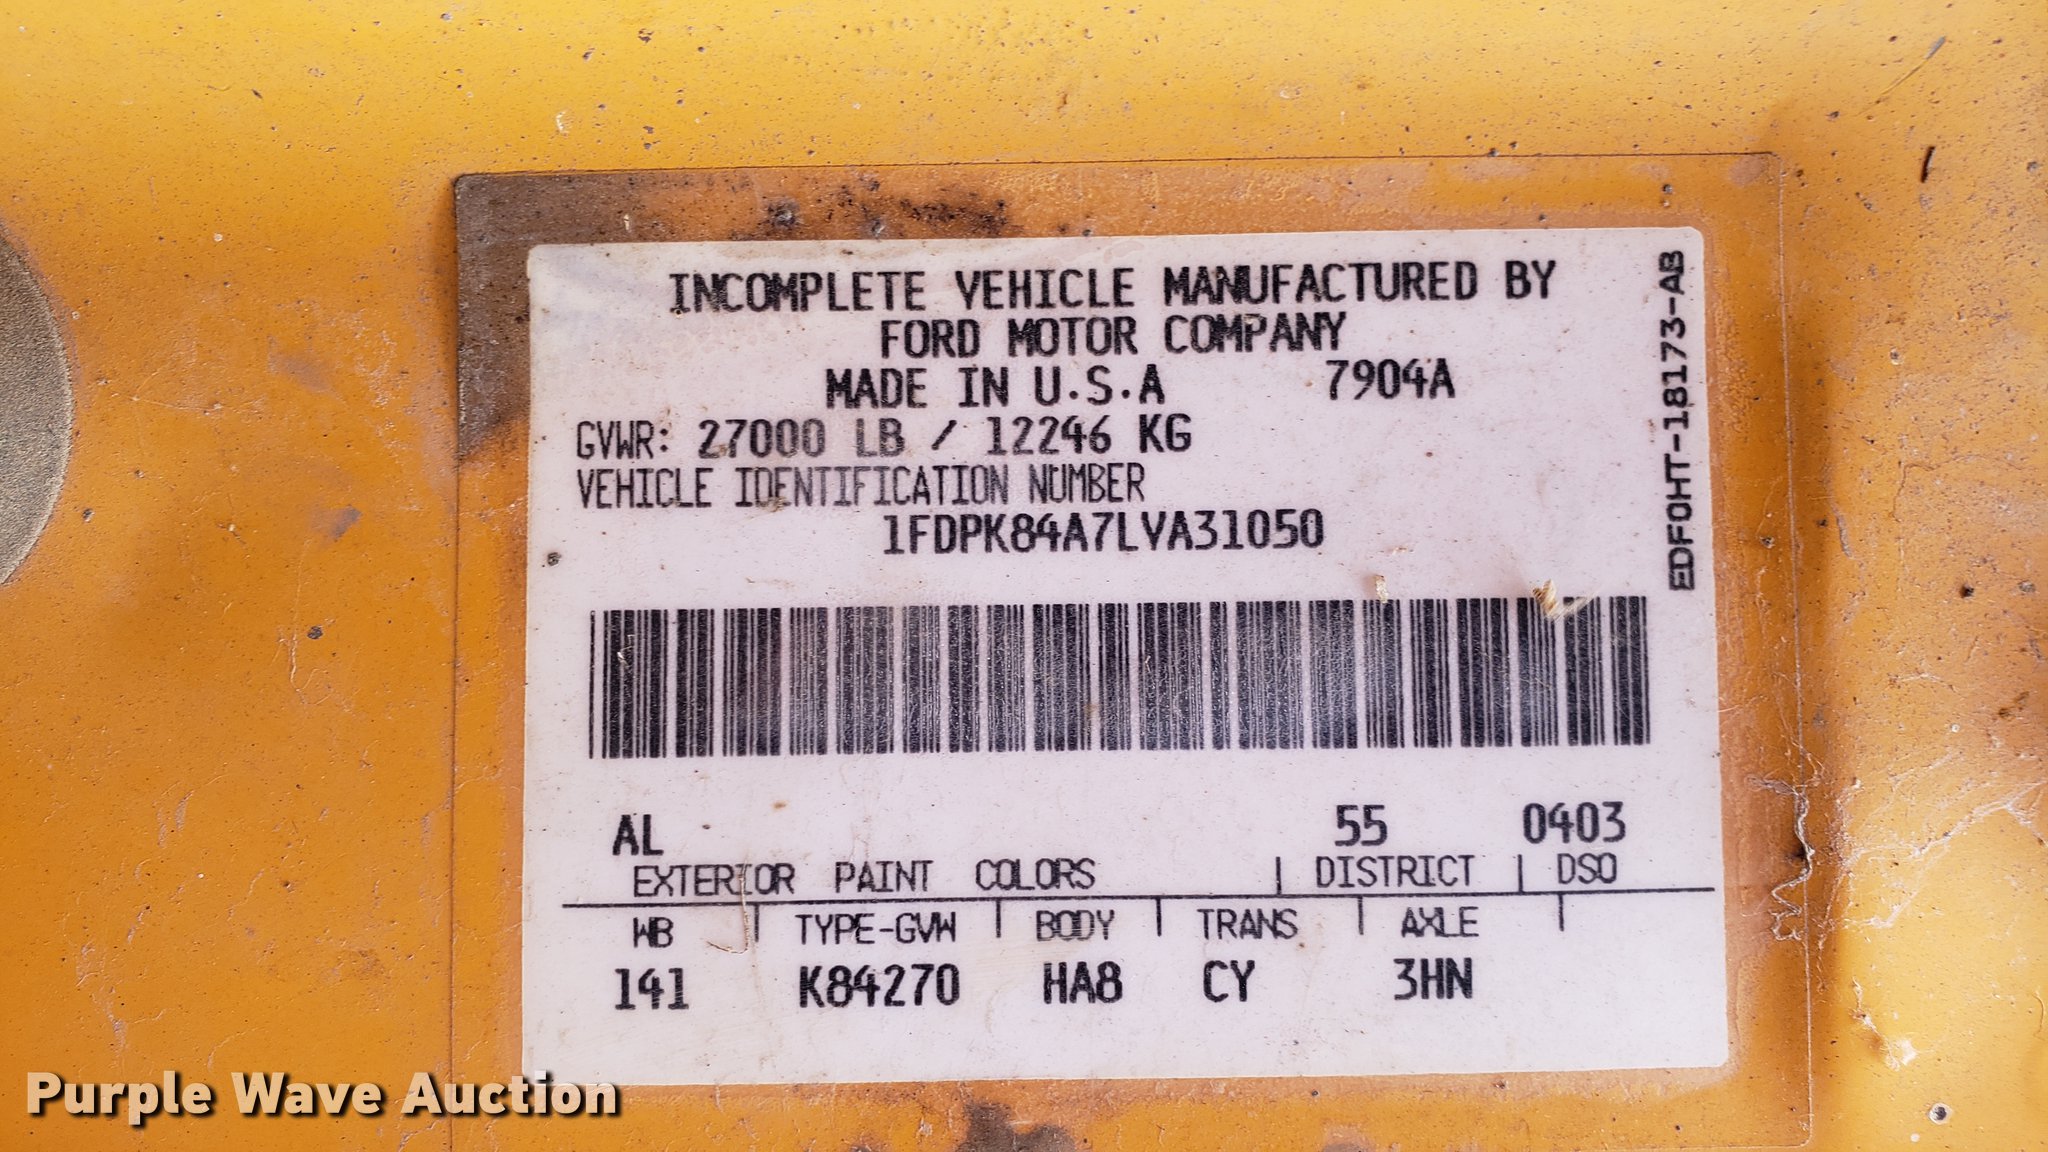 INCOMPLETE VEHICLE MANUFACTURED BY
FORD MOTOR COMPANY
MADE IN U.S.A 7904A
GVWR: 27000 LB / 12246 KG
VEHICLE IDENTIFICATION NUMBER
1FDPK84A7LVA31050
EDF0HT-18173-AB
AL 55 0403
EXTERIOR PAINT COLORS | DISTRICT | DSO
WB | TYPE-GVW | BODY | TRANS | AXLE |
141 K84270 HA8 CY 3HN
Purple Wave Auction